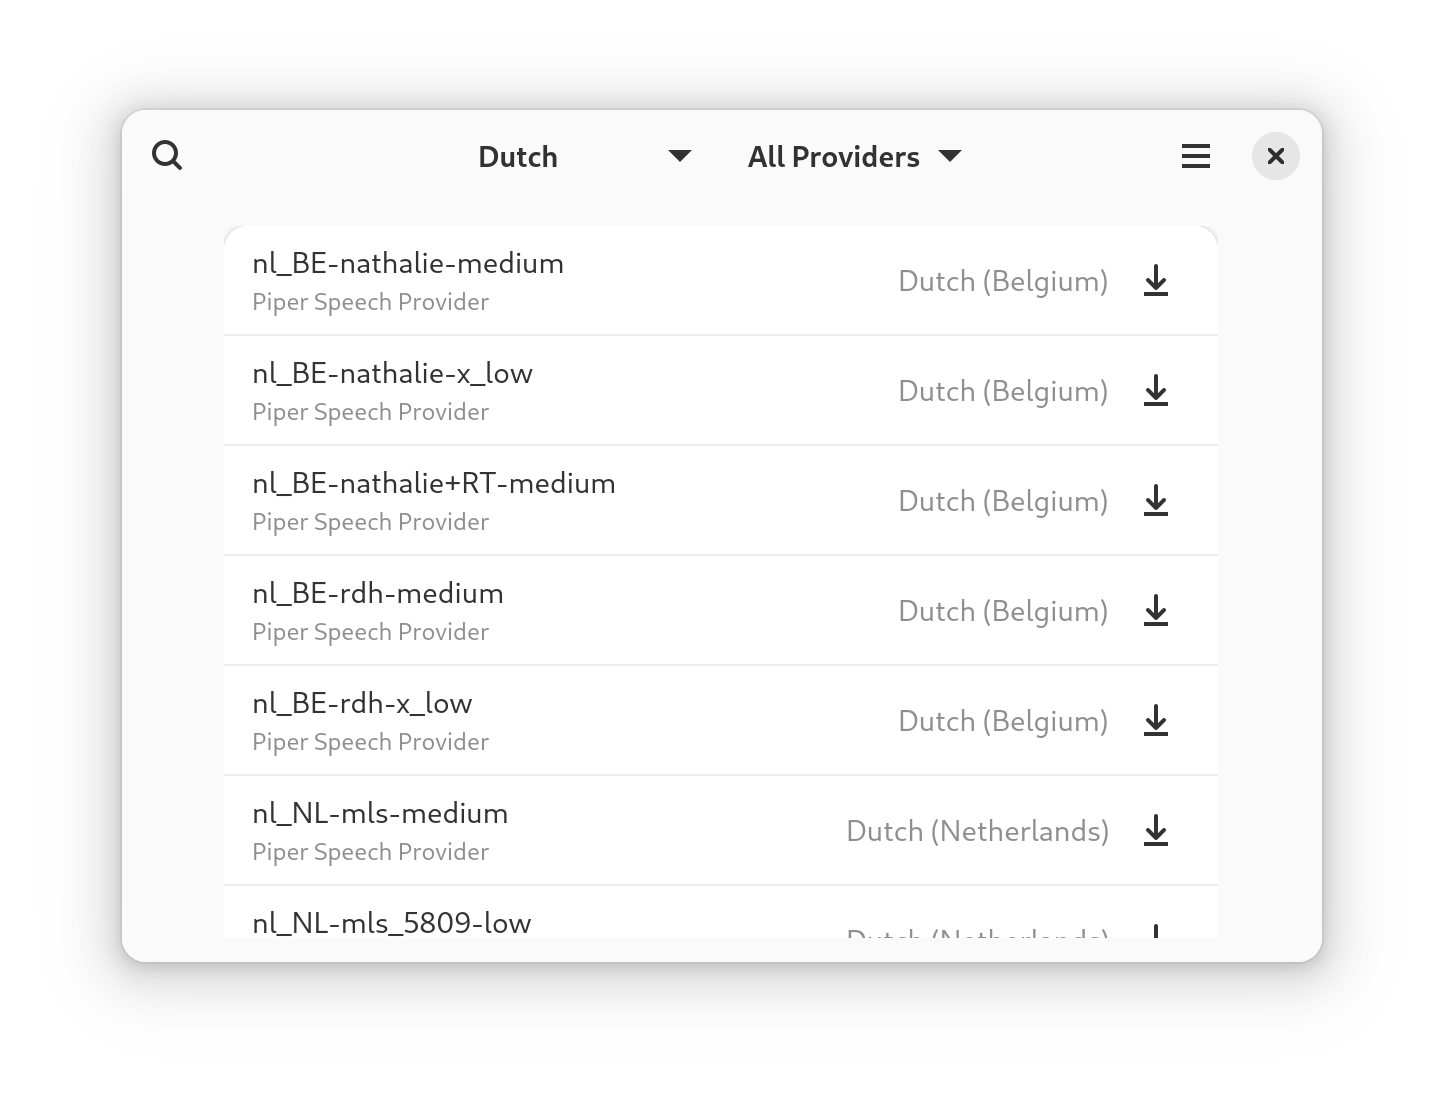 Dutch All Providers
nl_BE-nathalie-medium
Piper Speech Provider
Dutch (Belgium)
nl_BE-nathalie-x_low
Piper Speech Provider
Dutch (Belgium)
nl_BE-nathalie+RT-medium
Piper Speech Provider
Dutch (Belgium)
nl_BE-rdh-medium
Piper Speech Provider
Dutch (Belgium)
nl_BE-rdh-x_low
Piper Speech Provider
Dutch (Belgium)
nl_NL-mls-medium
Piper Speech Provider
Dutch (Netherlands)
nl_NL-mls_5809-low
Dutch (Netherlands)